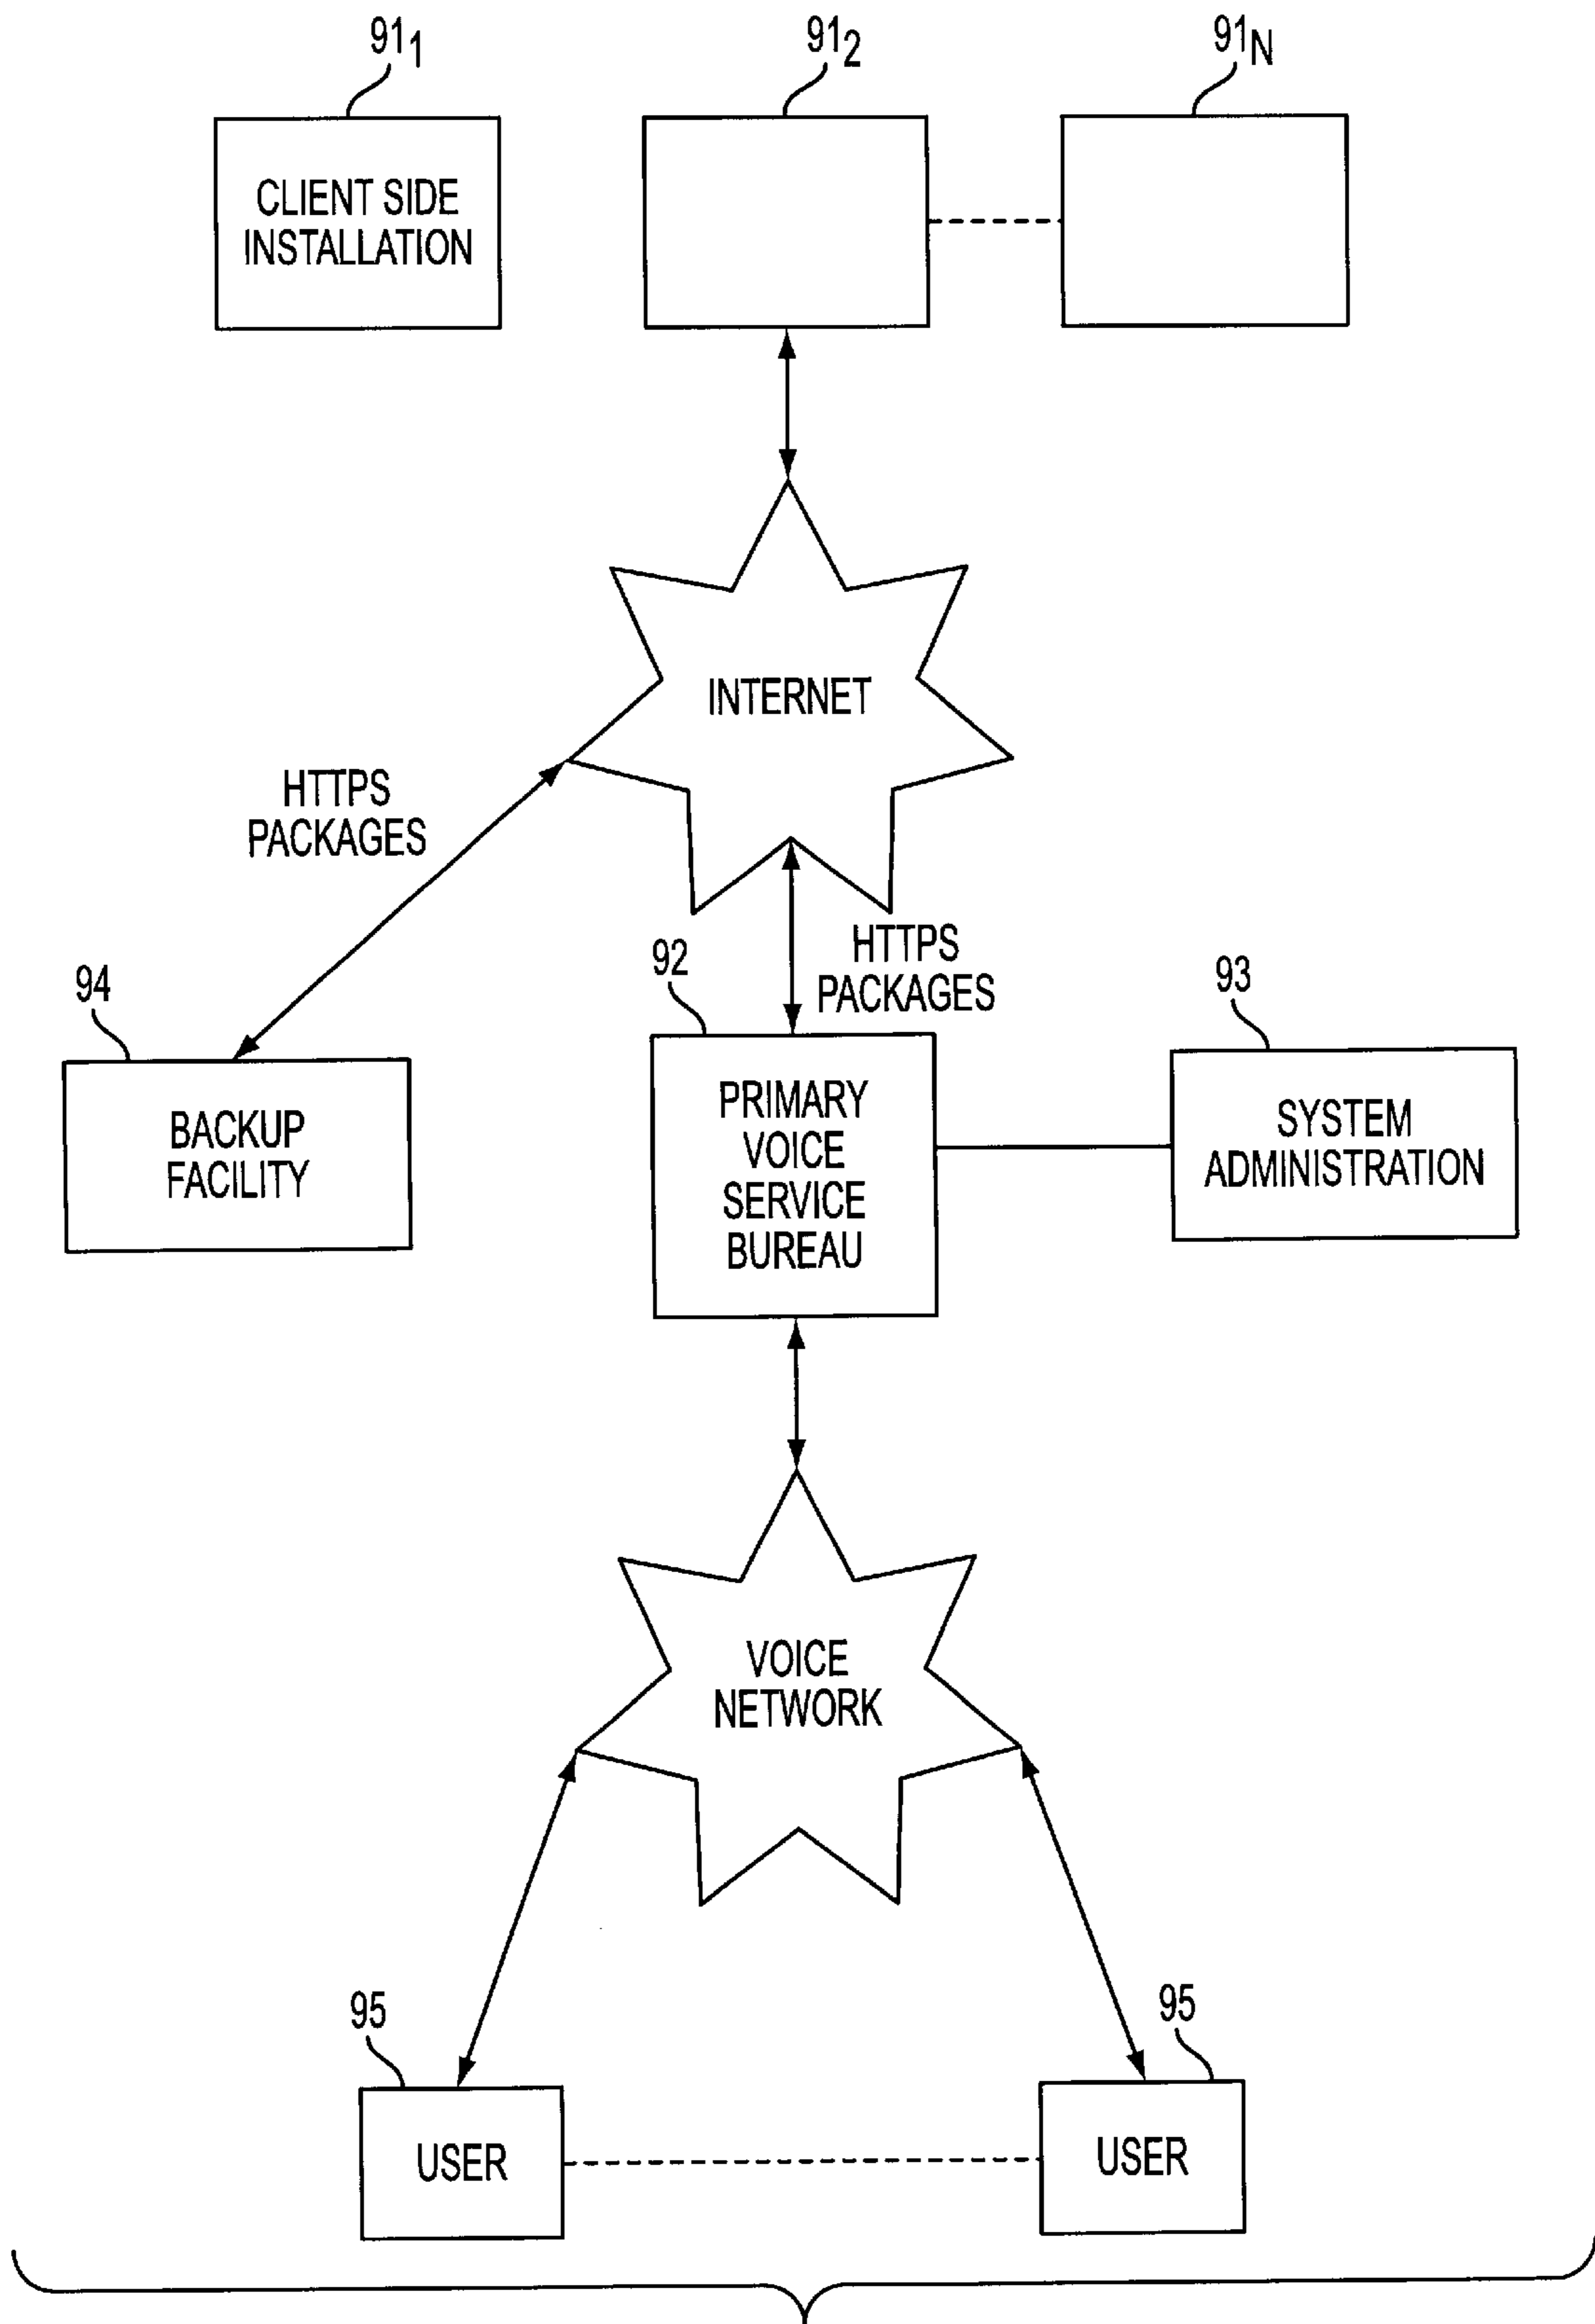 91₁
91₂
91N
CLIENT SIDE
INSTALLATION
INTERNET
HTTPS
PACKAGES
HTTPS
PACKAGES
94
92
93
BACKUP
FACILITY
PRIMARY
VOICE
SERVICE
BUREAU
SYSTEM
ADMINISTRATION
VOICE
NETWORK
95
95
USER
USER